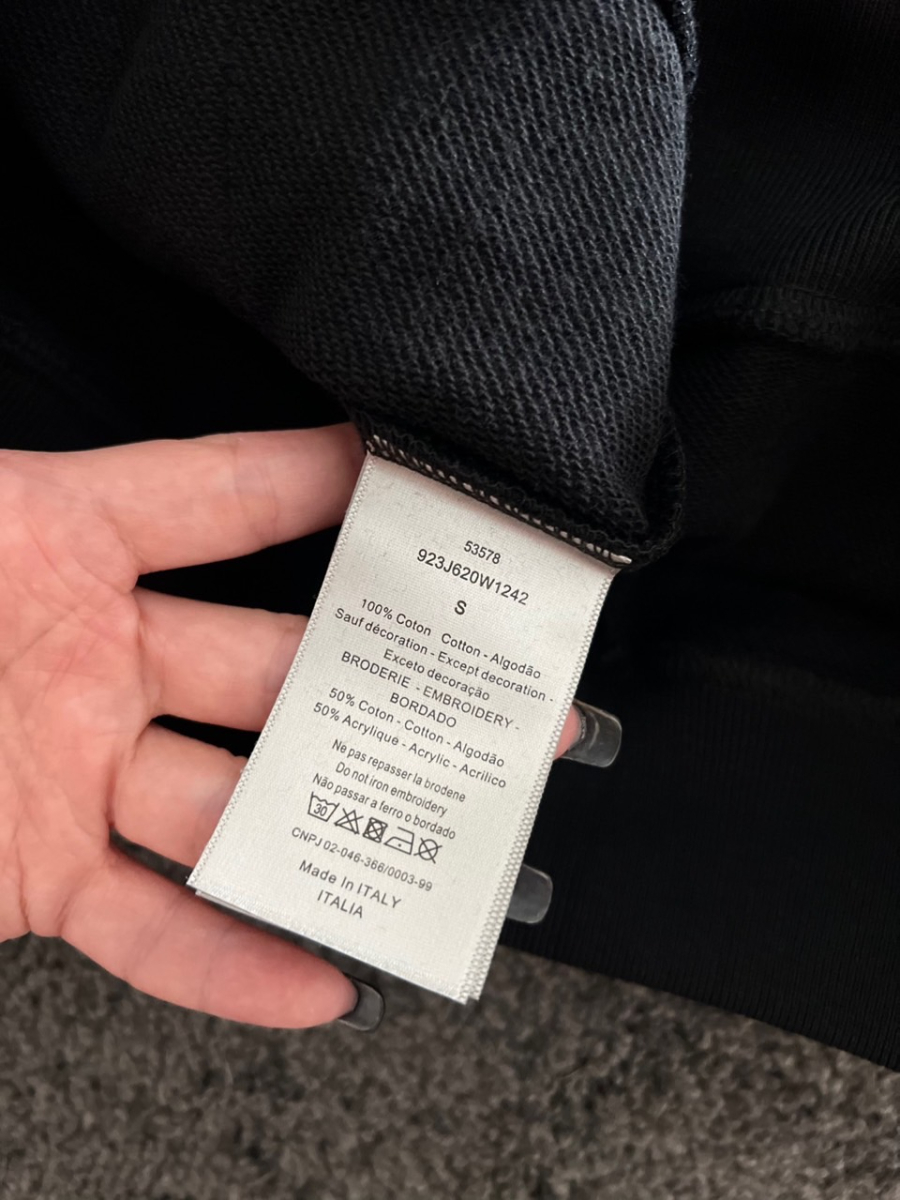 53578
923J620W1242
S
100% Coton Cotton - Algodão
Sauf décoration - Except decoration -
Exceto decoração
BRODERIE - EMBROIDERY -
BORDADO
50% Coton - Cotton - Algodão
50% Acrylique - Acrylic - Acrilico
Ne pas repasser la brodene
Do not iron embroidery
Não passar a ferro o bordado
30
CNPJ 02-046-366/0003-99
Made In ITALY
ITALIA